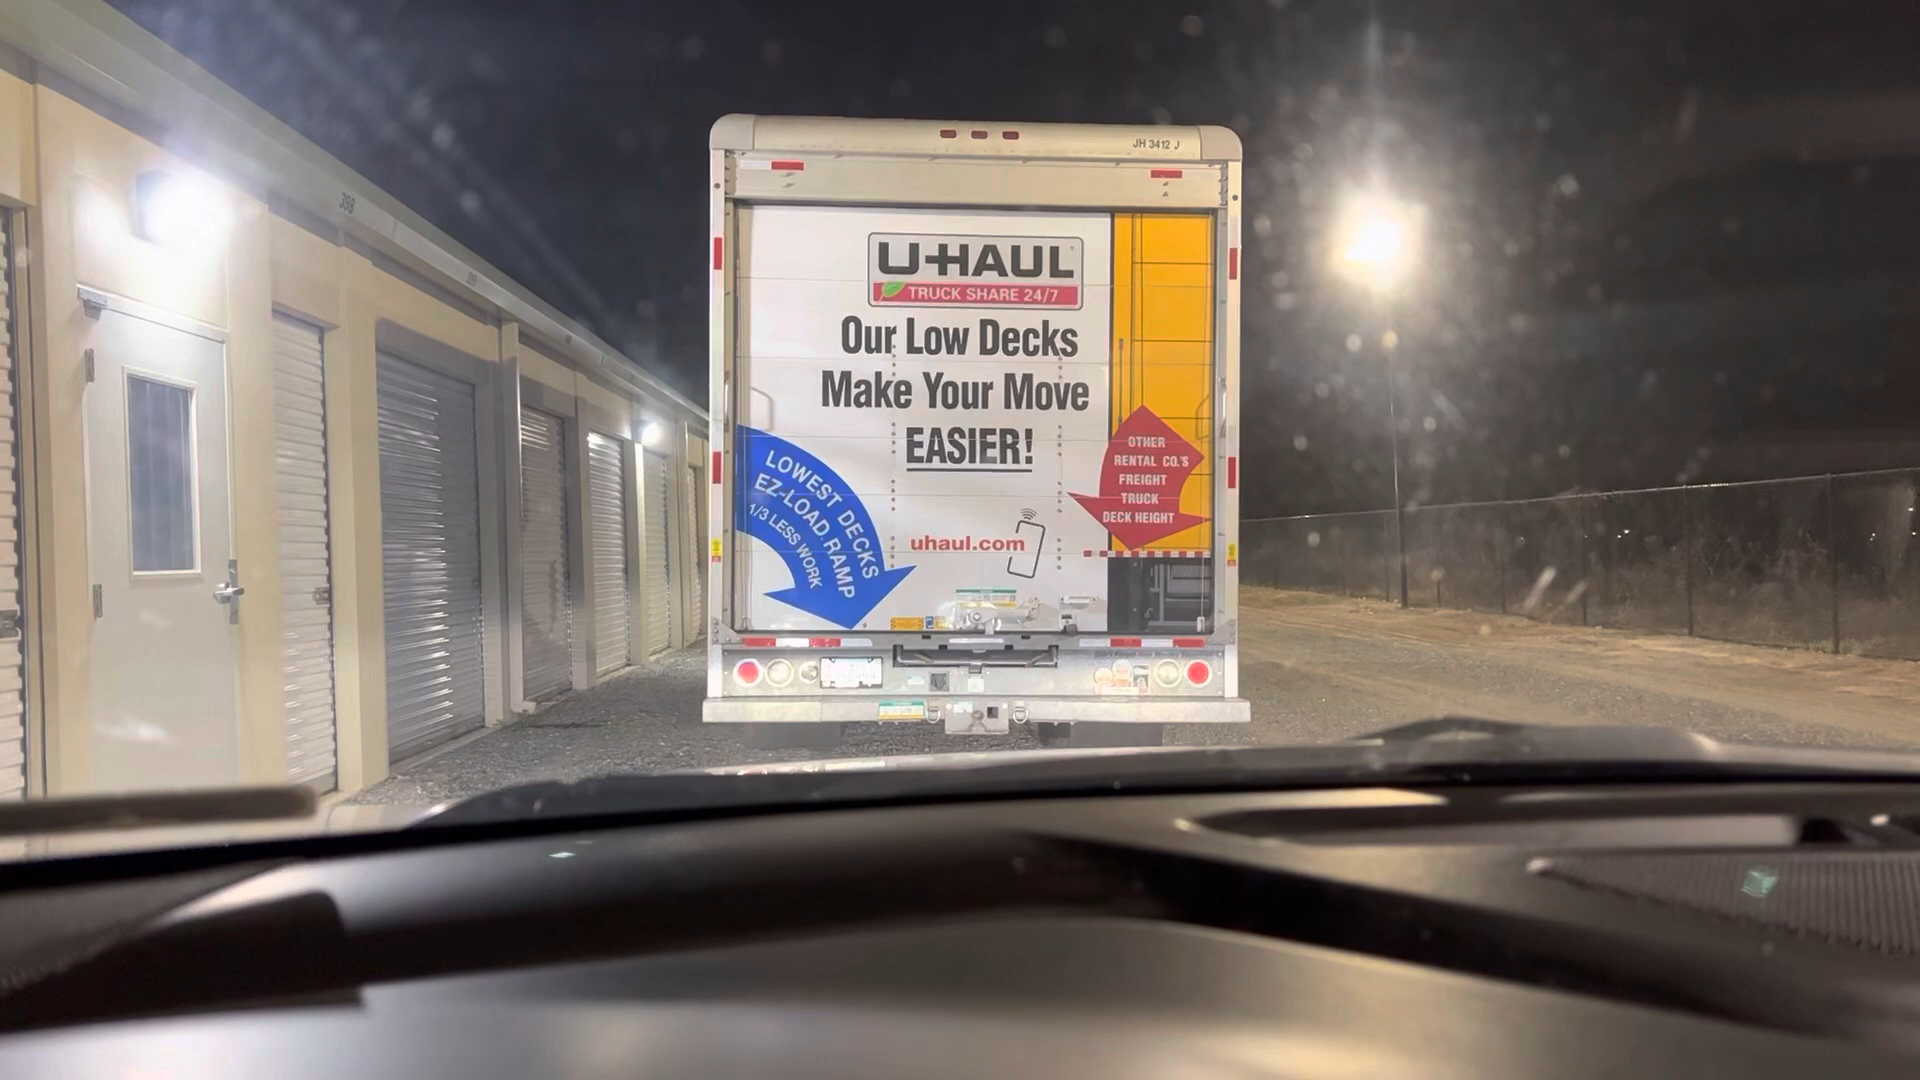 398
JH 3412 J
U-HAUL
TRUCK SHARE 24/7
Our Low Decks
Make Your Move
EASIER!
LOWEST DECKS
EZ-LOAD RAMP
1/3 LESS WORK
OTHER
RENTAL CO.'S
FREIGHT
TRUCK
DECK HEIGHT
uhaul.com